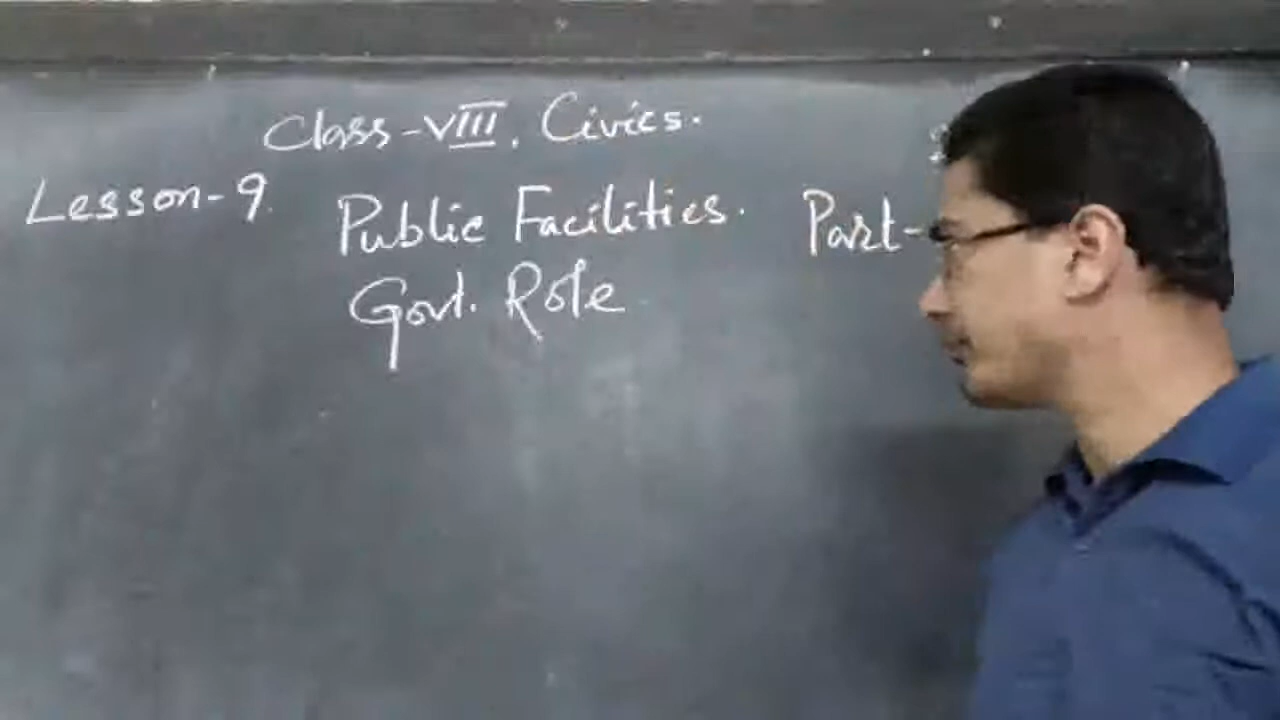 Class-VIII, Civics.
Lesson-9. Public Facilities. Part-
Govt. Role